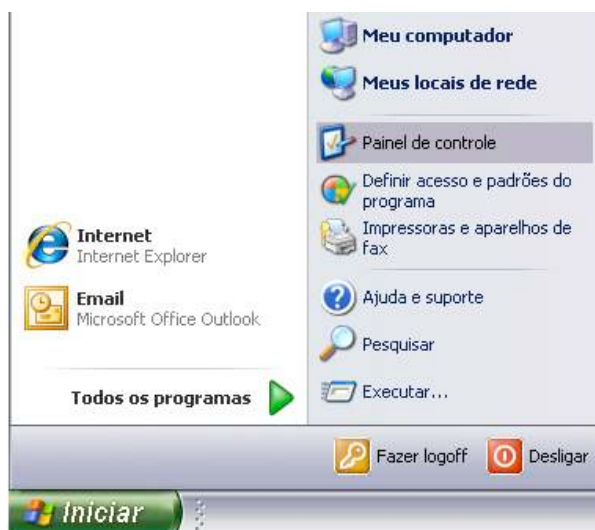 Meu computador
Meus locais de rede
Painel de controle
Definir acesso e padrões do
programa
Impressoras e aparelhos de
fax
Ajuda e suporte
Pesquisar
Executar...
Internet
Internet Explorer
Email
Microsoft Office Outlook
Todos os programas
Fazer logoff
Desligar
Iniciar